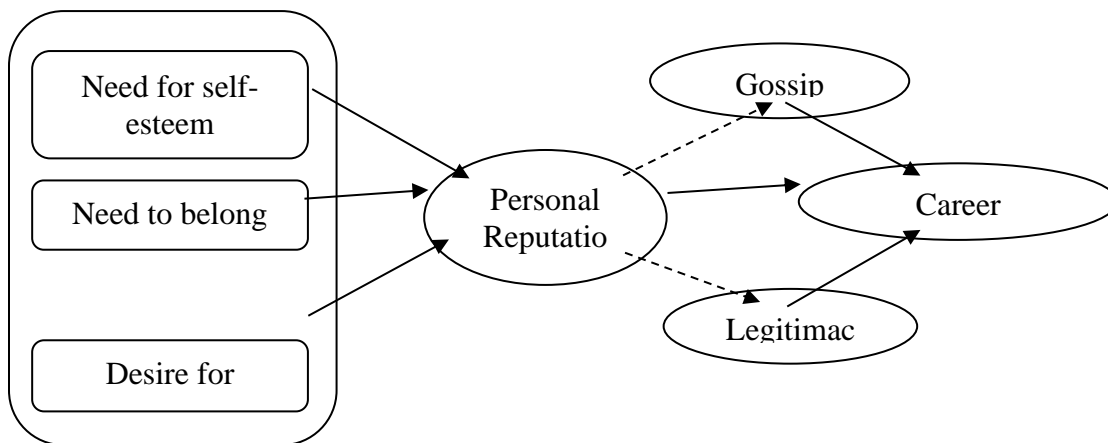 Need for self-
esteem
Need to belong
Desire for
Personal
Reputatio
Gossip
Career
Legitimac